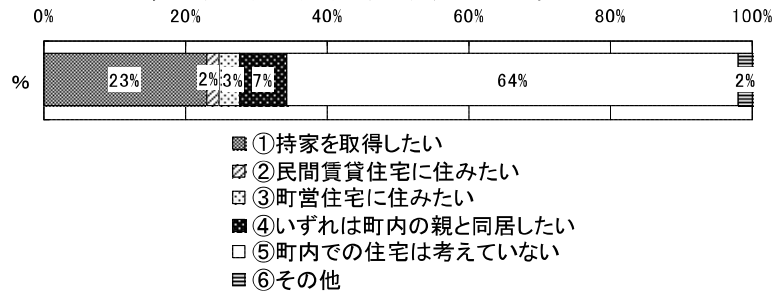 0% 20% 40% 60% 80% 100%
% 23% 2% 3% 7% 64% 2%
①持家を取得したい
②民間賃貸住宅に住みたい
③町営住宅に住みたい
④いずれは町内の親と同居したい
⑤町内での住宅は考えていない
⑥その他